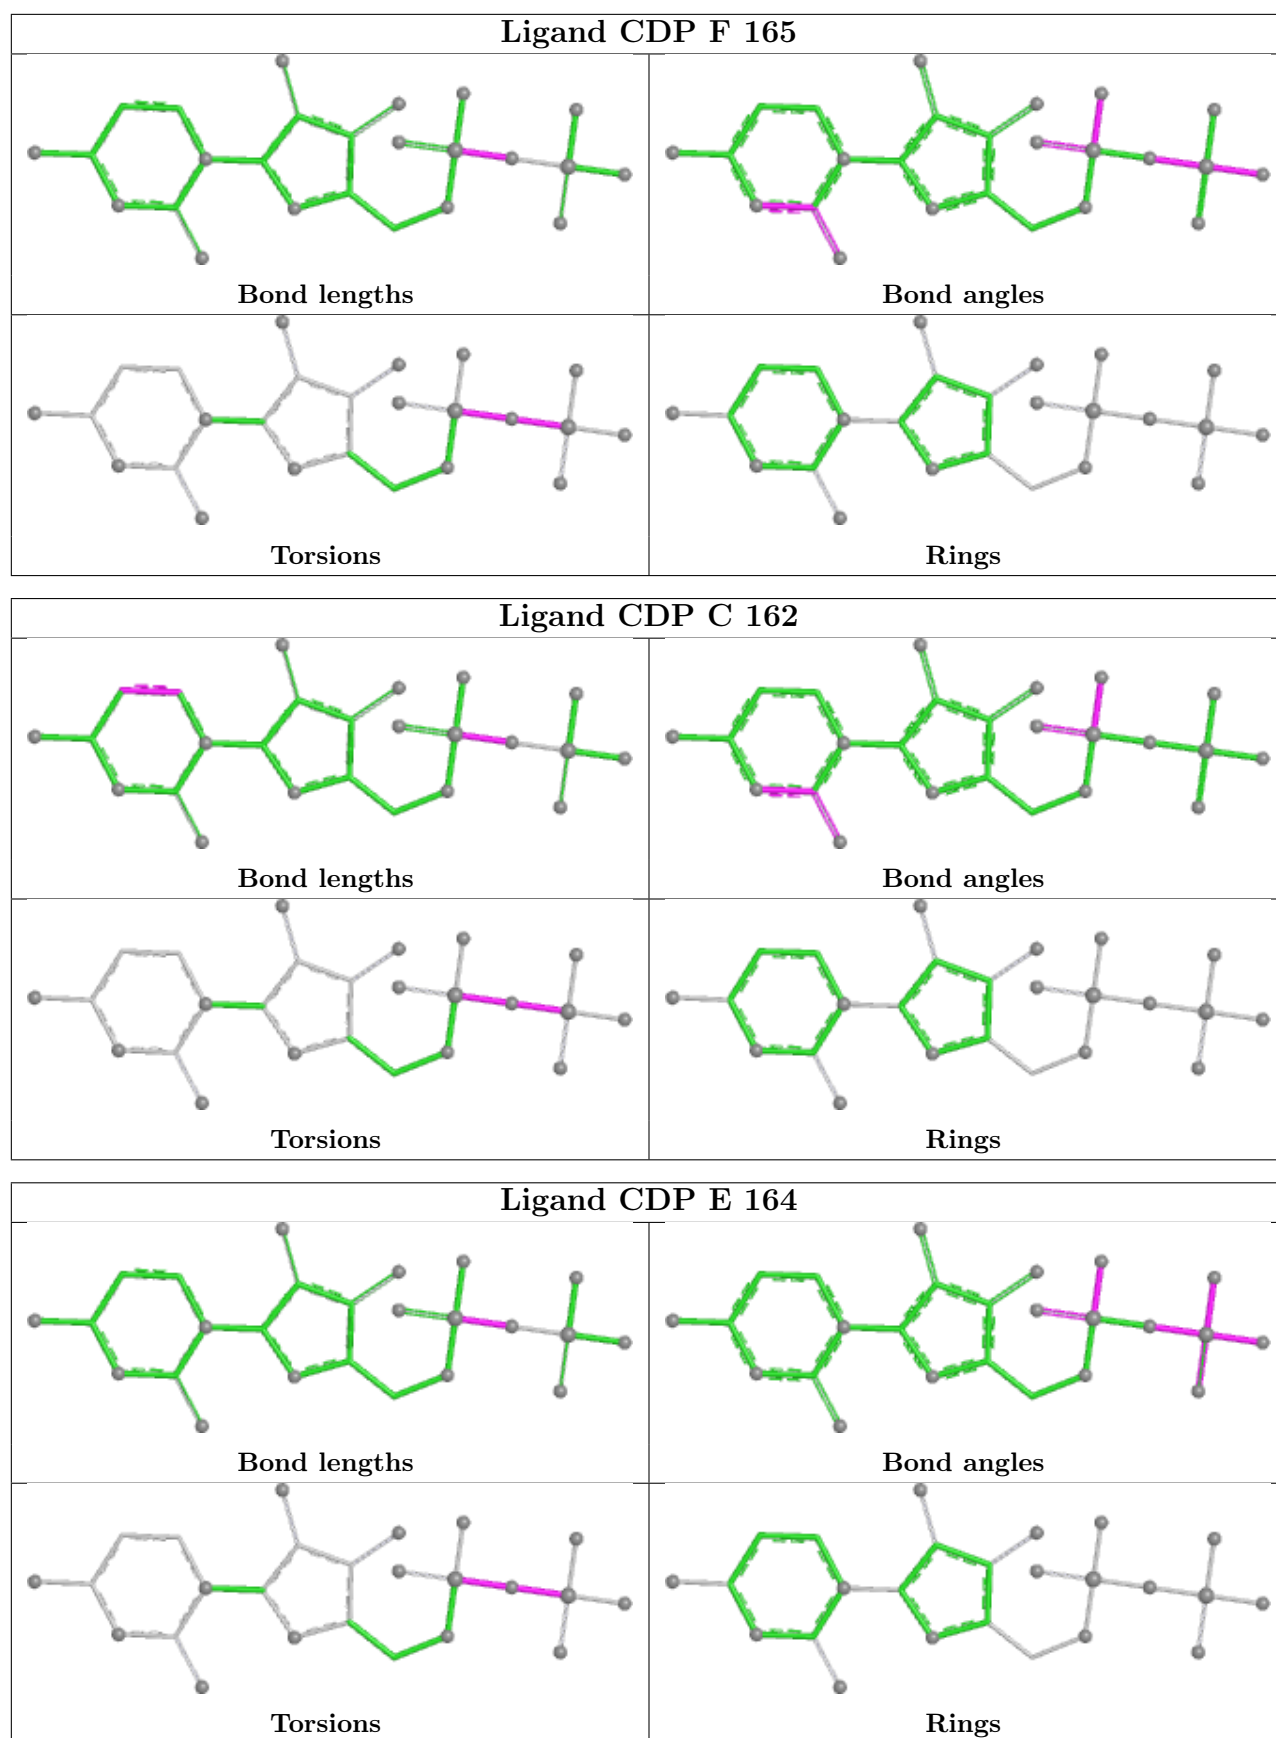 Ligand CDP F 165
Bond lengths
Bond angles
Torsions
Rings
Ligand CDP C 162
Bond lengths
Bond angles
Torsions
Rings
Ligand CDP E 164
Bond lengths
Bond angles
Torsions
Rings